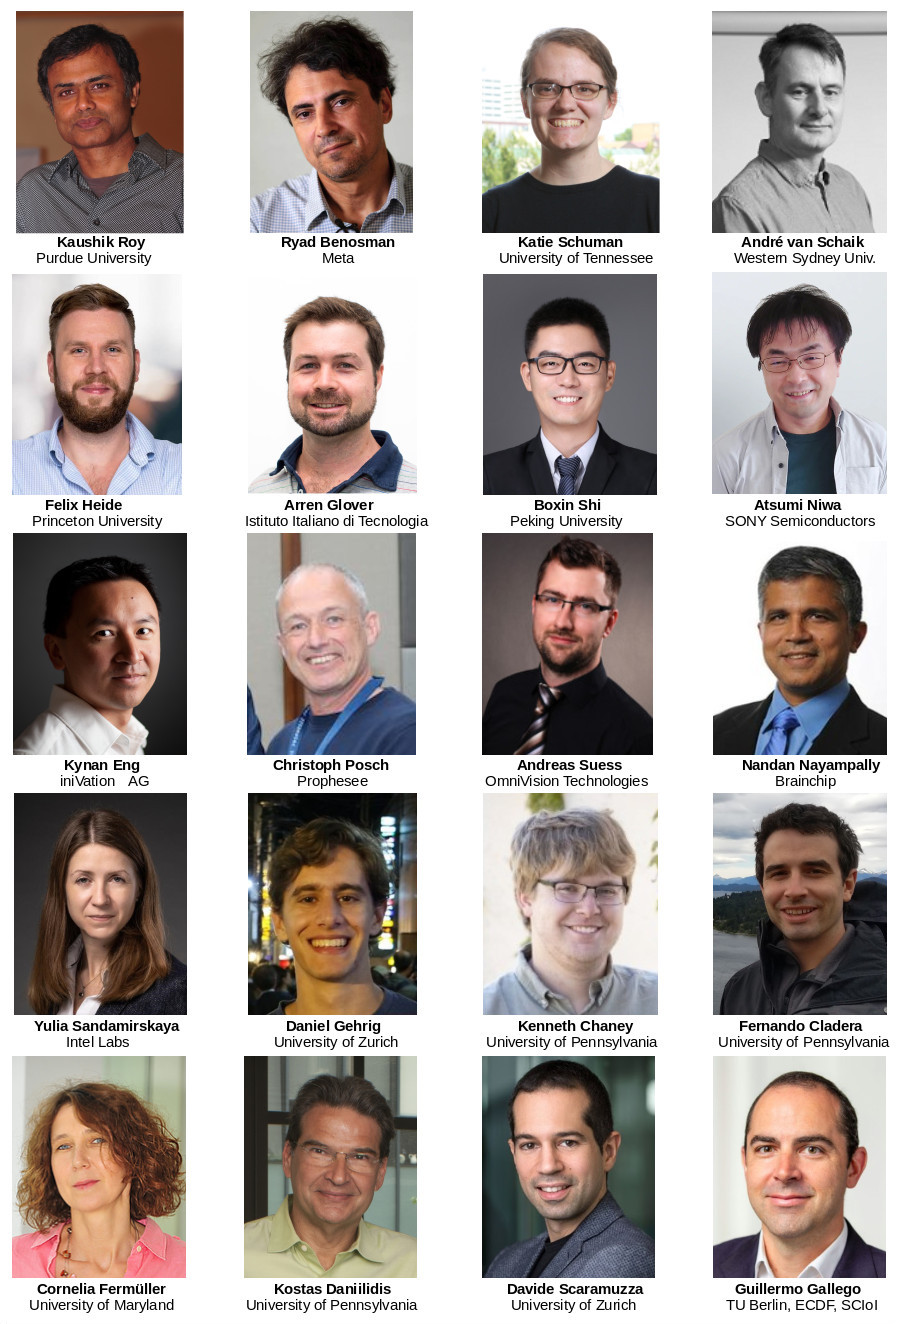 Kaushik Roy
Purdue University
Ryad Benosman
Meta
Katie Schuman
University of Tennessee
André van Schaik
Western Sydney Univ.
Felix Heide
Princeton University
Arren Glover
Istituto Italiano di Tecnologia
Boxin Shi
Peking University
Atsumi Niwa
SONY Semiconductors
Kynan Eng
iniVation AG
Christoph Posch
Prophesee
Andreas Suess
OmniVision Technologies
Nandan Nayampally
Brainchip
Yulia Sandamirskaya
Intel Labs
Daniel Gehrig
University of Zurich
Kenneth Chaney
University of Pennsylvania
Fernando Cladera
University of Pennsylvania
Cornelia Fermüller
University of Maryland
Kostas Daniilidis
University of Pennsylvania
Davide Scaramuzza
University of Zurich
Guillermo Gallego
TU Berlin, ECDF, SCIoI